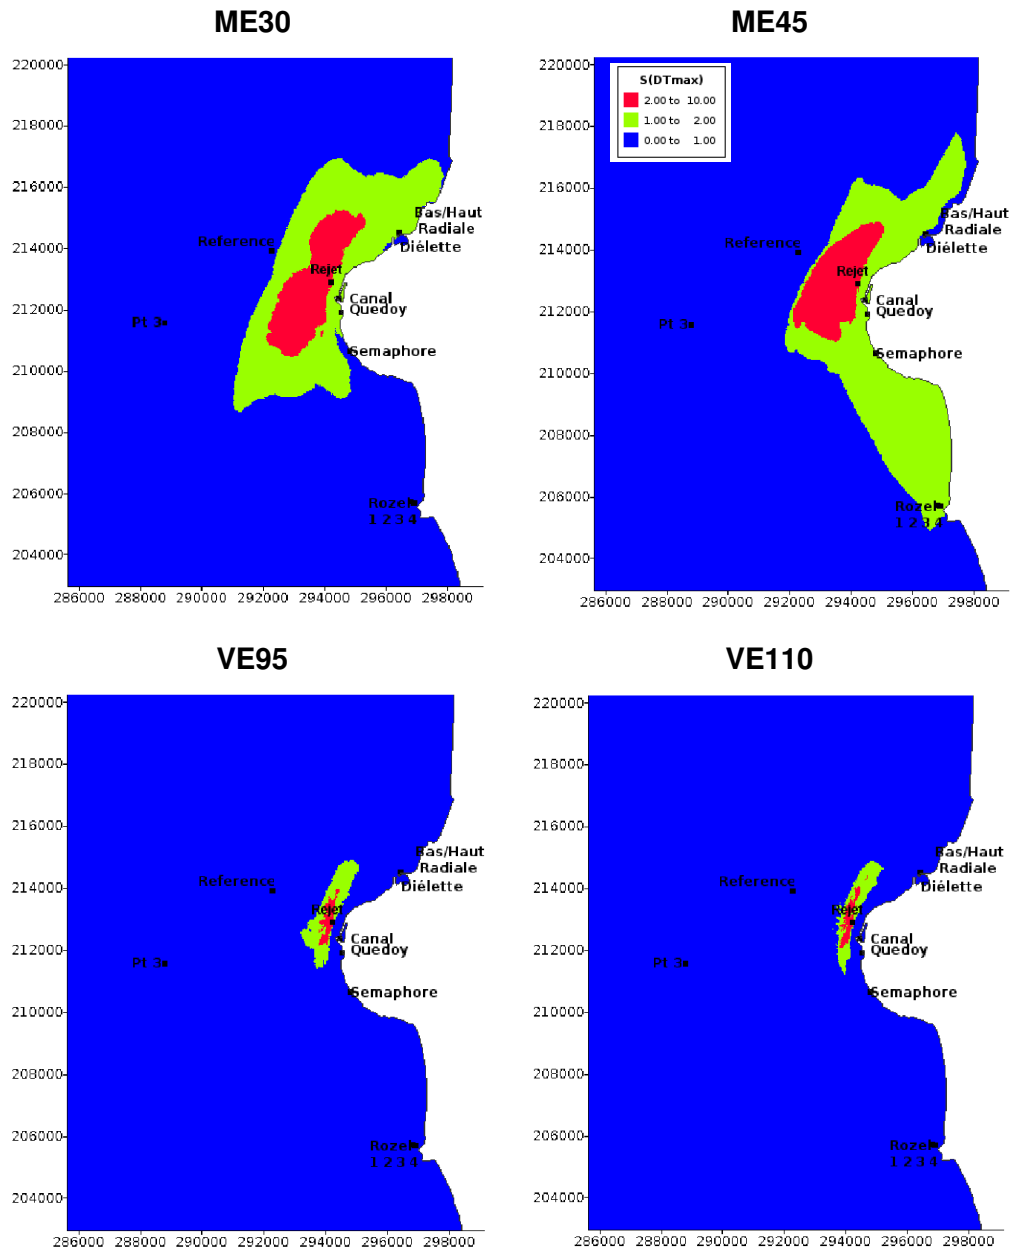 ME30
220000
218000
216000
214000
212000
210000
208000
206000
204000
286000 288000 290000 292000 294000 296000 298000
Bas/Haut
Radiale
Diélette
Reference
Rejet
Canal
Quedoy
Pt 3
Semaphore
Rozel
1 2 3 4
ME45
S(DTmax)
2.00 to 10.00
1.00 to 2.00
0.00 to 1.00
220000
218000
216000
214000
212000
210000
208000
206000
204000
286000 288000 290000 292000 294000 296000 298000
Bas/Haut
Radiale
Diélette
Reference
Rejet
Canal
Quedoy
Pt 3
Semaphore
Rozel
1 2 3 4
VE95
220000
218000
216000
214000
212000
210000
208000
206000
204000
286000 288000 290000 292000 294000 296000 298000
Bas/Haut
Radiale
Diélette
Reference
Rejet
Canal
Quedoy
Pt 3
Semaphore
Rozel
1 2 3 4
VE110
220000
218000
216000
214000
212000
210000
208000
206000
204000
286000 288000 290000 292000 294000 296000 298000
Bas/Haut
Radiale
Diélette
Reference
Rejet
Canal
Quedoy
Pt 3
Semaphore
Rozel
1 2 3 4